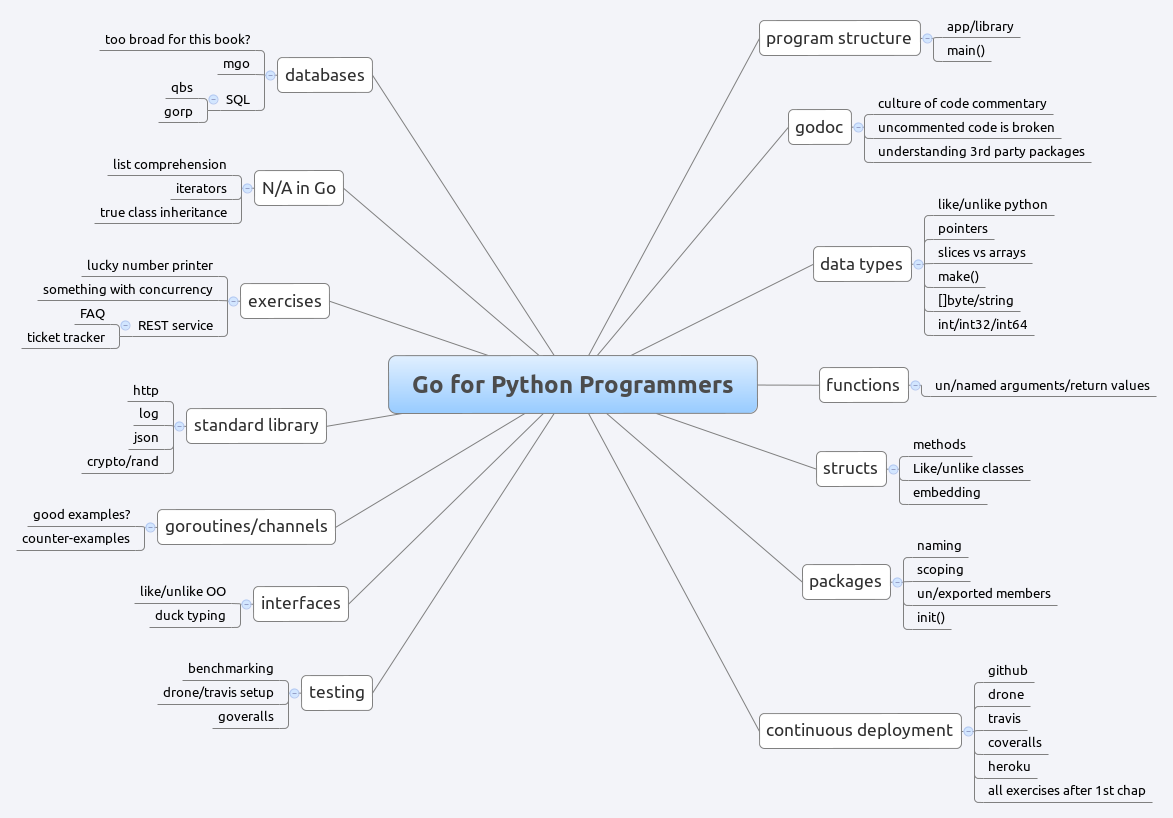 Go for Python Programmers
program structure
app/library
main()
godoc
culture of code commentary
uncommented code is broken
understanding 3rd party packages
data types
like/unlike python
pointers
slices vs arrays
make()
[]byte/string
int/int32/int64
functions
un/named arguments/return values
structs
methods
Like/unlike classes
embedding
packages
naming
scoping
un/exported members
init()
continuous deployment
github
drone
travis
coveralls
heroku
all exercises after 1st chap
databases
too broad for this book?
mgo
SQL
qbs
gorp
N/A in Go
list comprehension
iterators
true class inheritance
exercises
lucky number printer
something with concurrency
REST service
FAQ
ticket tracker
standard library
http
log
json
crypto/rand
goroutines/channels
good examples?
counter-examples
interfaces
like/unlike OO
duck typing
testing
benchmarking
drone/travis setup
goveralls